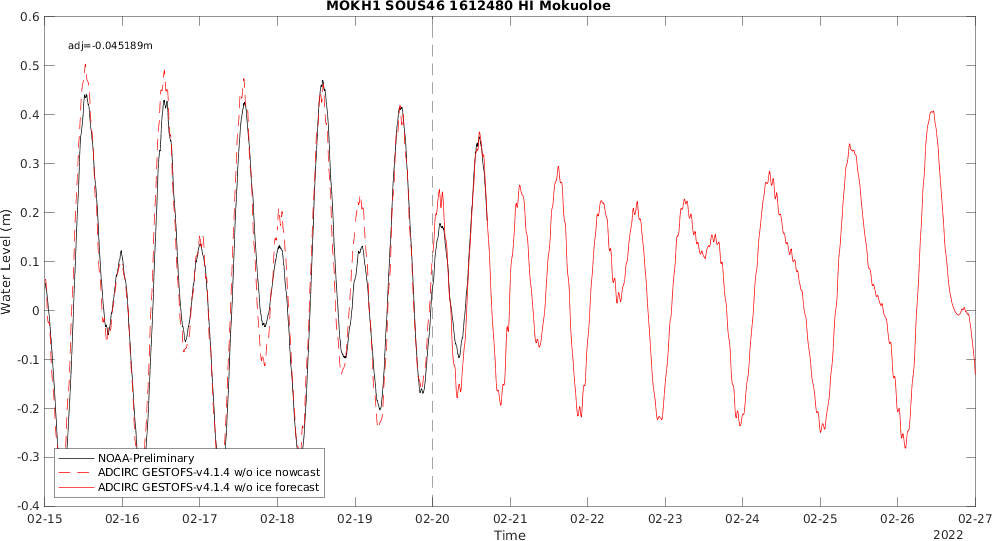 MOKH1 SOUS46 1612480 HI Mokuoloe
0.6
adj=-0.045189m
0.5
0.4
0.3
0.2
0.1
0
-0.1
-0.2
-0.3
-0.4
Water Level (m)
NOAA-Preliminary
ADCIRC GESTOFS-v4.1.4 w/o ice nowcast
ADCIRC GESTOFS-v4.1.4 w/o ice forecast
02-15 02-16 02-17 02-18 02-19 02-20 02-21 02-22 02-23 02-24 02-25 02-26 02-27
Time
2022